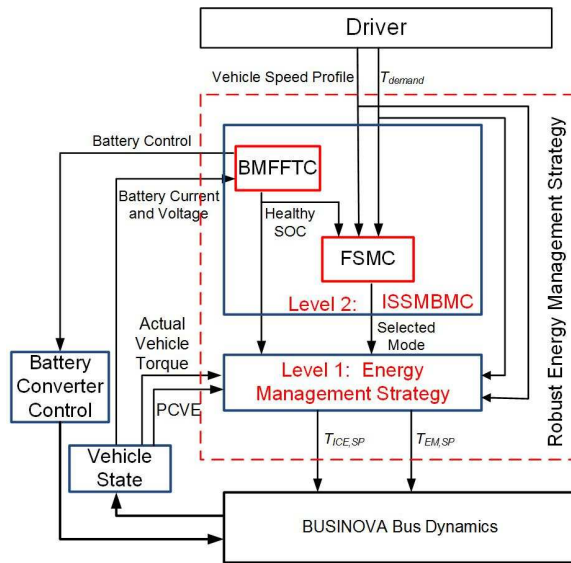 Driver
Vehicle Speed Profile
T_demand
Battery Control
BMFFTC
Battery Current
and Voltage
Healthy
SOC
FSMC
Level 2: ISSMBMC
Selected
Mode
Robust Energy Management Strategy
Actual
Vehicle
Torque
Level 1: Energy
Management Strategy
Battery
Converter
Control
PCVE
Vehicle
State
T_ICE,SP
T_EM,SP
BUSINOVA Bus Dynamics